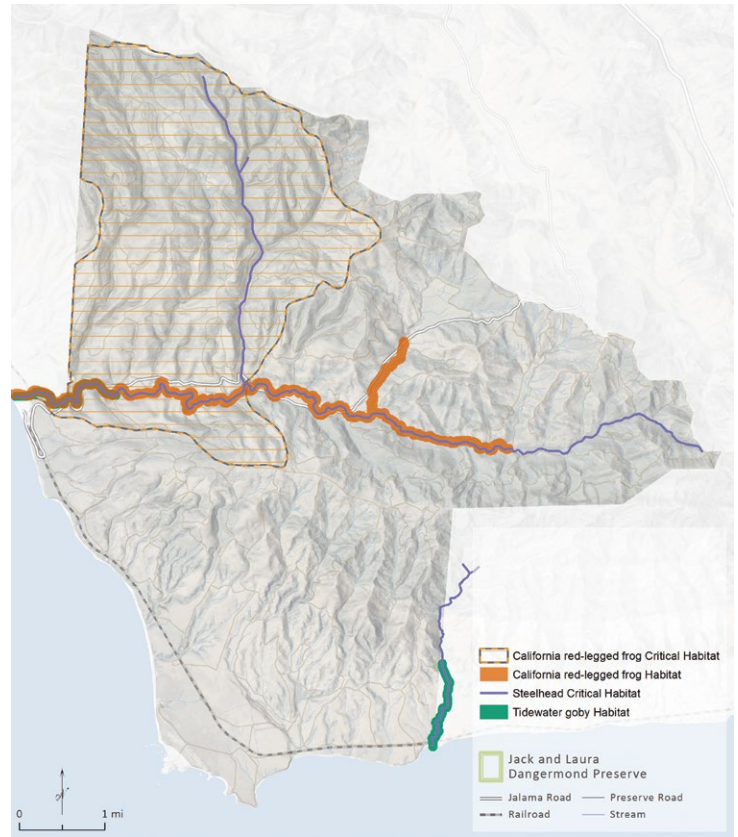 California red-legged frog Critical Habitat
California red-legged frog Habitat
Steelhead Critical Habitat
Tidewater goby Habitat
Jack and Laura
Dangermond Preserve
Jalama Road
Preserve Road
Railroad
Stream
N
0 1 mi